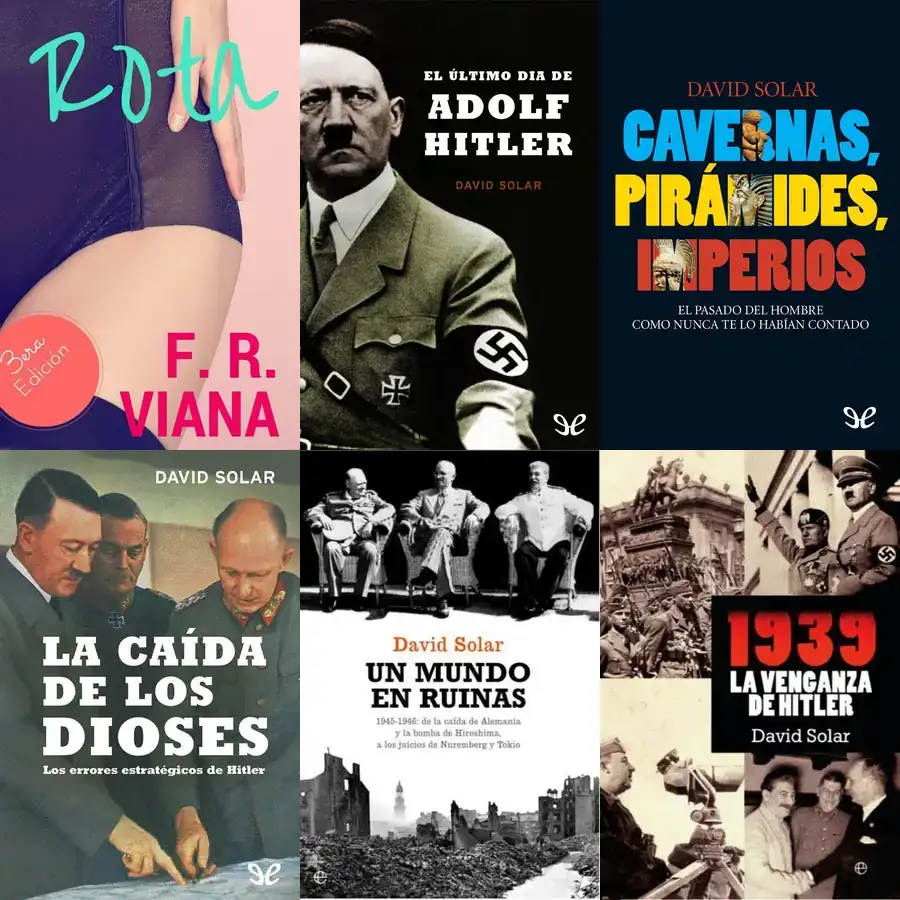 Rota
3era
Edición
F. R.
VIANA
EL ÚLTIMO DIA DE
ADOLF
HITLER
DAVID SOLAR
DAVID SOLAR
CAVERNAS,
PIRÁMIDES,
IMPERIOS
EL PASADO DEL HOMBRE
COMO NUNCA TE LO HABÍAN CONTADO
DAVID SOLAR
LA CAÍDA
DE LOS
DIOSES
Los errores estratégicos de Hitler
David Solar
UN MUNDO
EN RUINAS
1945-1946: de la caída de Alemania
y la bomba de Hiroshima,
a los juicios de Nuremberg y Tokio
1939
LA VENGANZA
DE HITLER
David Solar